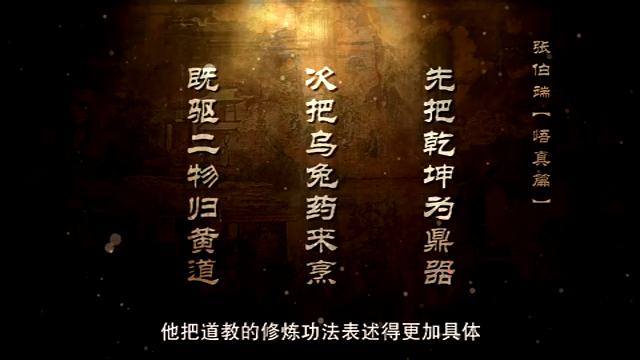 张伯端【悟真篇】
先把乾坤为鼎器
次把乌兔药来烹
既驱二物归黄道
他把道教的修炼功法表述得更加具体